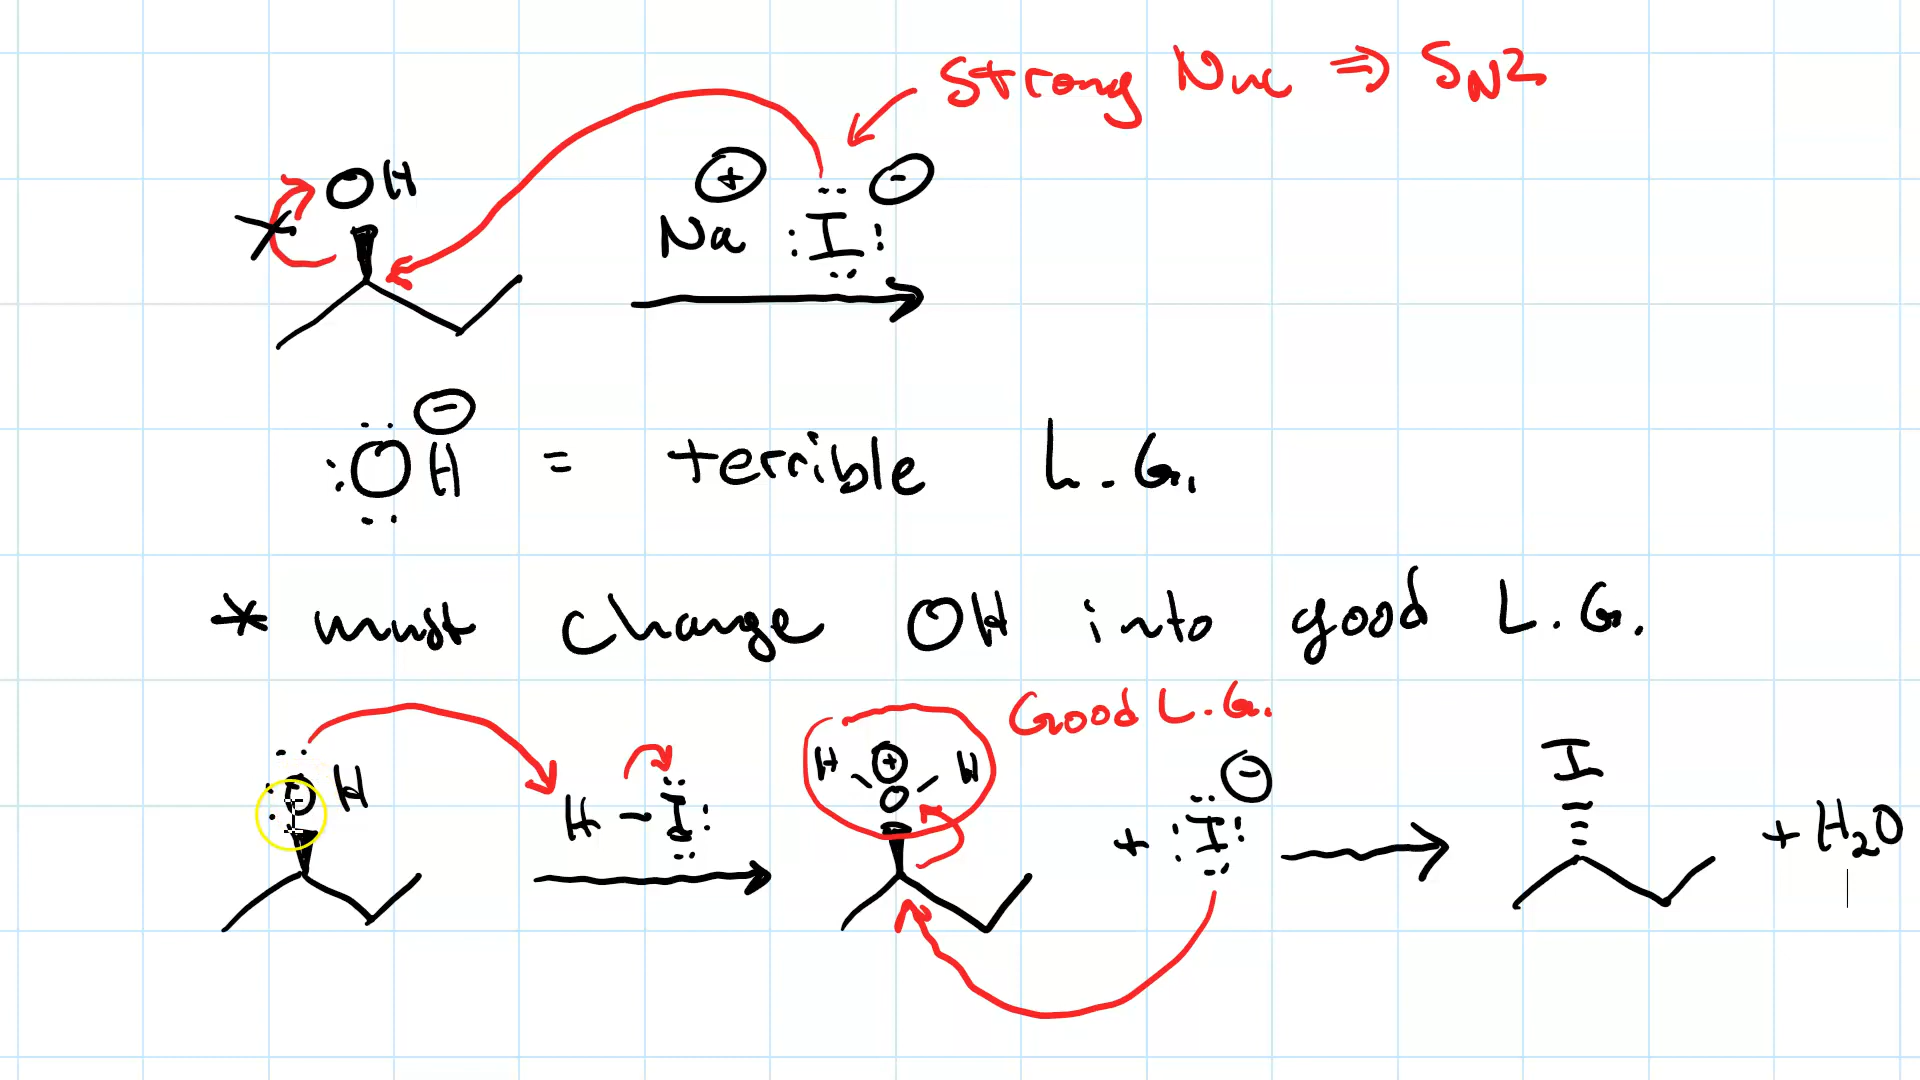 Strong Nuc ⇒ SN2
OH
⊕ ⊖
Na :I:
:OH ⊖ = terrible L.G.
* must change OH into good L.G.
Good L.G.
:OH H-I: H O⊕ H + :I: ⊖ I + H2O